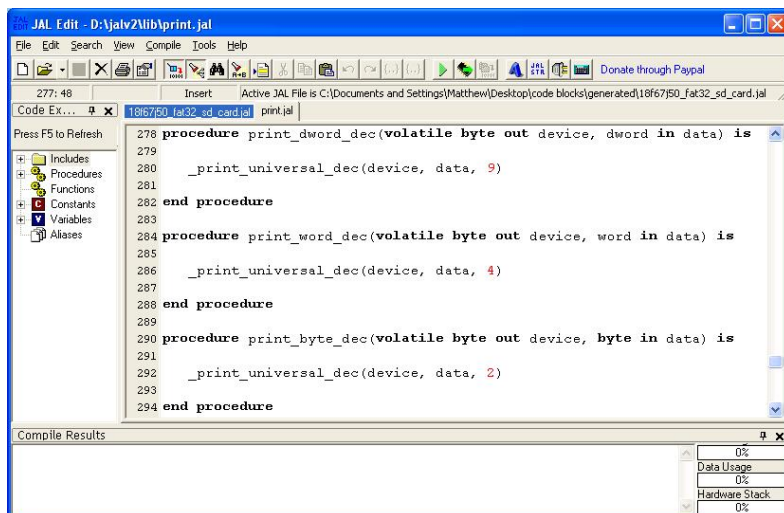 JAL Edit - D:\jalv2\lib\print.jal
File Edit Search View Compile Tools Help
JAL STR Donate through Paypal
277: 48 Insert Active JAL File is C:\Documents and Settings\Matthew\Desktop\code blocks\generated\18f67j50_fat32_sd_card.jal
Code Ex...
18f67j50_fat32_sd_card.jal print.jal
Press F5 to Refresh
Includes
Procedures
Functions
Constants
Variables
Aliases
278 procedure print_dword_dec(volatile byte out device, dword in data) is
279
280 _print_universal_dec(device, data, 9)
281
282 end procedure
283
284 procedure print_word_dec(volatile byte out device, word in data) is
285
286 _print_universal_dec(device, data, 4)
287
288 end procedure
289
290 procedure print_byte_dec(volatile byte out device, byte in data) is
291
292 _print_universal_dec(device, data, 2)
293
294 end procedure
Compile Results
0%
Data Usage
0%
Hardware Stack
0%